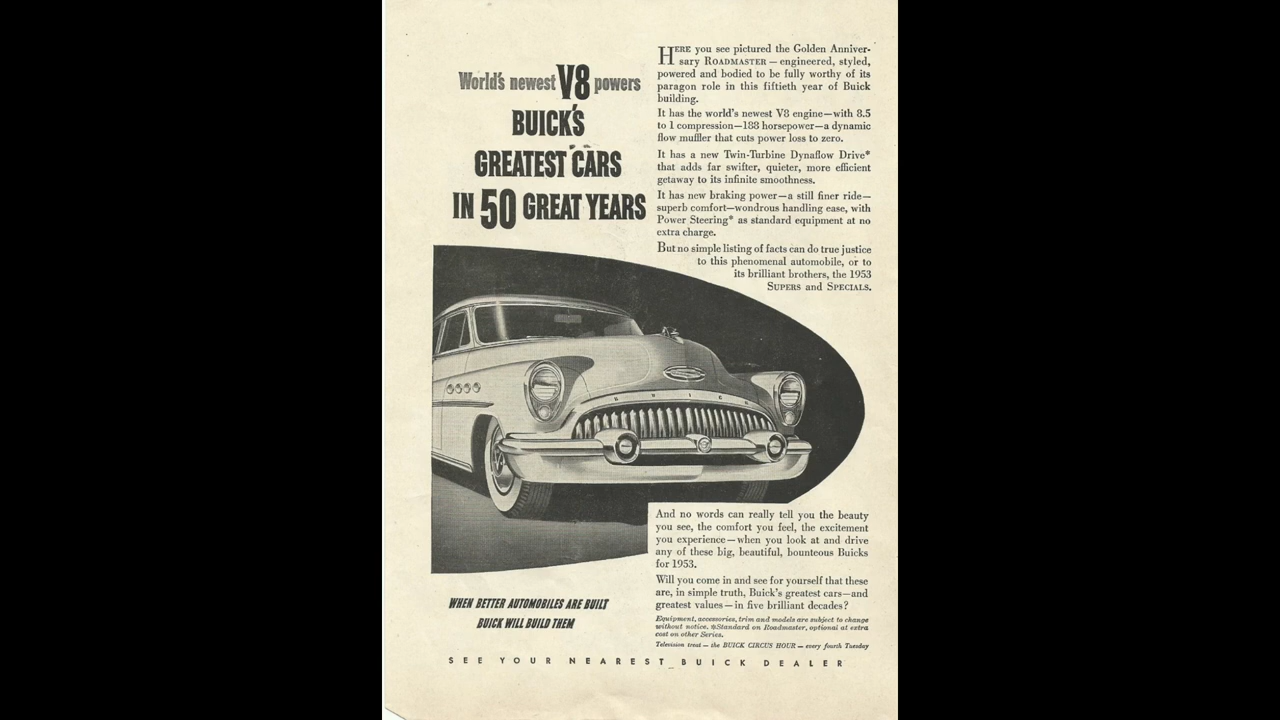 World's newest V8 powers
BUICK'S
GREATEST CARS
IN 50 GREAT YEARS
HERE you see pictured the Golden Anniver-
sary ROADMASTER — engineered, styled,
powered and bodied to be fully worthy of its
paragon role in this fiftieth year of Buick
building.
It has the world's newest V8 engine—with 8.5
to 1 compression—188 horsepower—a dynamic
flow muffler that cuts power loss to zero.
It has a new Twin-Turbine Dynaflow Drive*
that adds far swifter, quieter, more efficient
getaway to its infinite smoothness.
It has new braking power—a still finer ride—
superb comfort—wondrous handling ease, with
Power Steering* as standard equipment at no
extra charge.
But no simple listing of facts can do true justice
to this phenomenal automobile, or to
its brilliant brothers, the 1953
SUPERS and SPECIALS.
BUICK
And no words can really tell you the beauty
you see, the comfort you feel, the excitement
you experience—when you look at and drive
any of these big, beautiful, bounteous Buicks
for 1953.
Will you come in and see for yourself that these
are, in simple truth, Buick's greatest cars—and
greatest values—in five brilliant decades?
Equipment, accessories, trim and models are subject to change
without notice. *Standard on Roadmaster, optional at extra
cost on other Series.
Television treat — the BUICK CIRCUS HOUR — every fourth Tuesday
WHEN BETTER AUTOMOBILES ARE BUILT
BUICK WILL BUILD THEM
SEE YOUR NEAREST BUICK DEALER